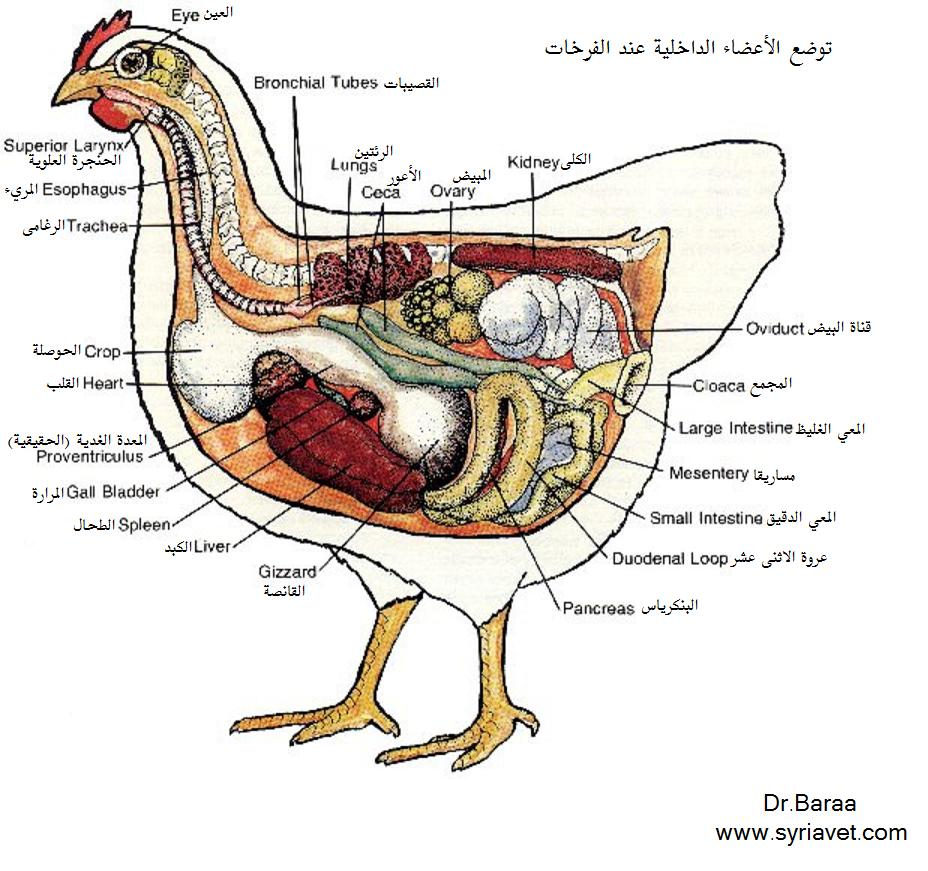 Eye العين
توضع الأعضاء الداخلية عند الفرخات
Bronchial Tubes القصيبات
Superior Larynx
الحنجرة العلوية
الرئتين
Lungs
الأعور
Ceca
المبيض
Ovary
Kidney الكلى
المريء Esophagus
الرغامى Trachea
Oviduct قناة البيض
الحوصلة Crop
القلب Heart
Cloaca المجمع
Large Intestine المعي الغليظ
المعدة الغدية (الحقيقية)
Proventriculus
Mesentery مساريقا
المرارة Gall Bladder
Small Intestine المعي الدقيق
الطحال Spleen
الكبد Liver
Duodenal Loop عروة الاثنى عشر
Gizzard
القانصة
Pancreas البنكرياس
Dr.Baraa
www.syriavet.com